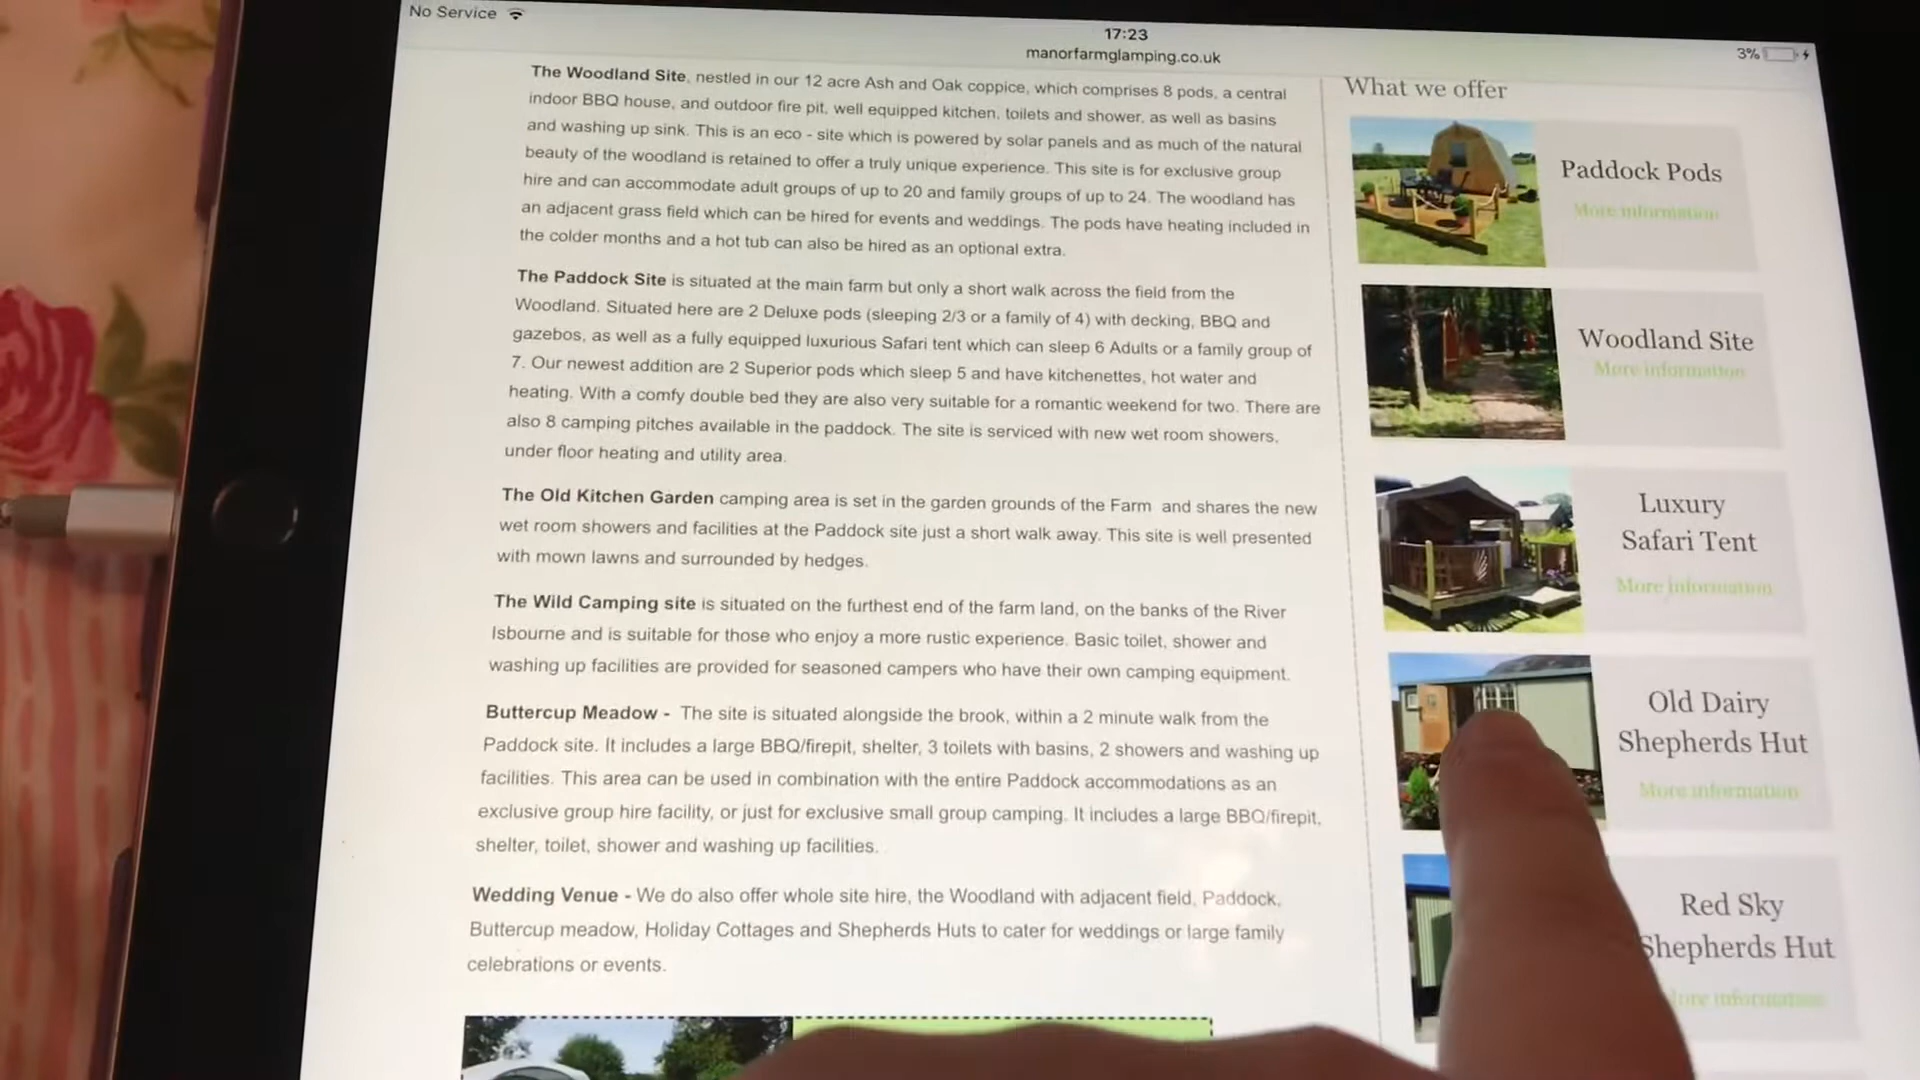 No Service
17:23
manorfarmglamping.co.uk
3%
The Woodland Site, nestled in our 12 acre Ash and Oak coppice, which comprises 8 pods, a central
indoor BBQ house, and outdoor fire pit, well equipped kitchen, toilets and shower, as well as basins
and washing up sink. This is an eco - site which is powered by solar panels and as much of the natural
beauty of the woodland is retained to offer a truly unique experience. This site is for exclusive group
hire and can accommodate adult groups of up to 20 and family groups of up to 24. The woodland has
an adjacent grass field which can be hired for events and weddings. The pods have heating included in
the colder months and a hot tub can also be hired as an optional extra.
The Paddock Site is situated at the main farm but only a short walk across the field from the
Woodland. Situated here are 2 Deluxe pods (sleeping 2/3 or a family of 4) with decking, BBQ and
gazebos, as well as a fully equipped luxurious Safari tent which can sleep 6 Adults or a family group of
7. Our newest addition are 2 Superior pods which sleep 5 and have kitchenettes, hot water and
heating. With a comfy double bed they are also very suitable for a romantic weekend for two. There are
also 8 camping pitches available in the paddock. The site is serviced with new wet room showers,
under floor heating and utility area.
The Old Kitchen Garden camping area is set in the garden grounds of the Farm and shares the new
wet room showers and facilities at the Paddock site just a short walk away. This site is well presented
with mown lawns and surrounded by hedges.
The Wild Camping site is situated on the furthest end of the farm land, on the banks of the River
Isbourne and is suitable for those who enjoy a more rustic experience. Basic toilet, shower and
washing up facilities are provided for seasoned campers who have their own camping equipment.
Buttercup Meadow - The site is situated alongside the brook, within a 2 minute walk from the
Paddock site. It includes a large BBQ/firepit, shelter, 3 toilets with basins, 2 showers and washing up
facilities. This area can be used in combination with the entire Paddock accommodations as an
exclusive group hire facility, or just for exclusive small group camping. It includes a large BBQ/firepit,
shelter, toilet, shower and washing up facilities.
Wedding Venue - We do also offer whole site hire, the Woodland with adjacent field, Paddock,
Buttercup meadow, Holiday Cottages and Shepherds Huts to cater for weddings or large family
celebrations or events.
What we offer
Paddock Pods
More information
Woodland Site
More information
Luxury
Safari Tent
More information
Old Dairy
Shepherds Hut
More information
Red Sky
Shepherds Hut
More information